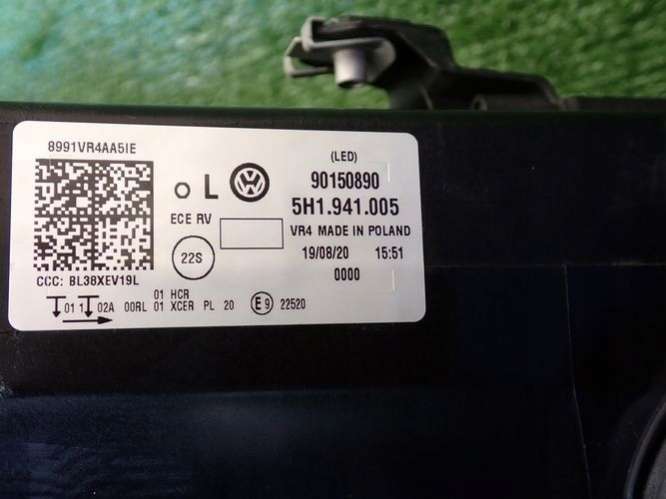 8991VR4AA5IE
o L VW
(LED)
90150890
5H1.941.005
ECE RV
VR4 MADE IN POLAND
22S
19/08/20 15:51
0000
CCC: BL38XEV19L
01 HCR
01 1 02A 00RL 01 XCER PL 20 E9 22520